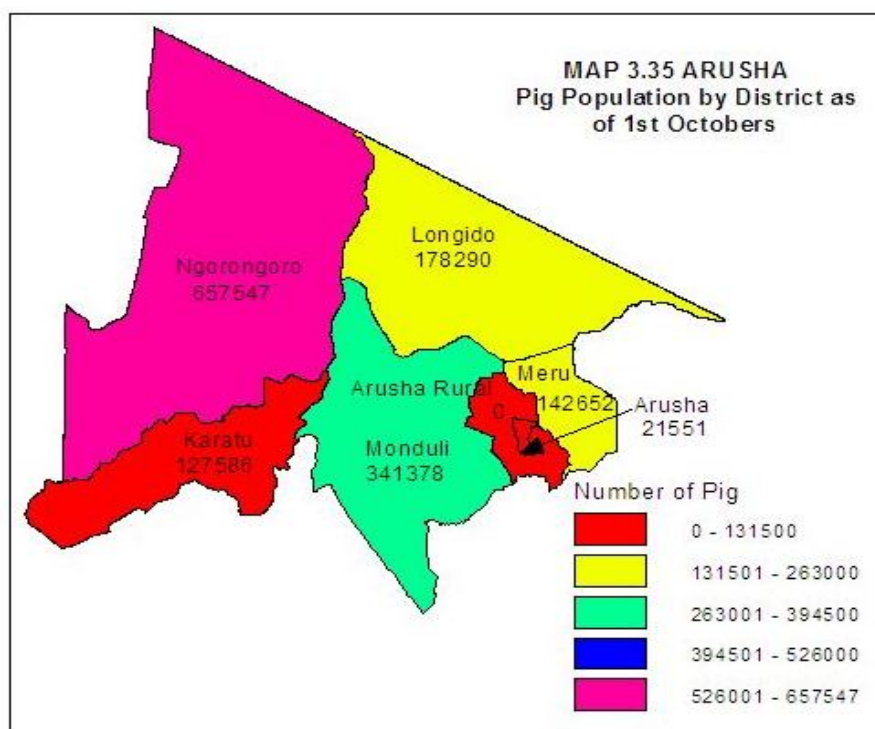 MAP 3.35 ARUSHA
Pig Population by District as
of 1st Octobers
Longido
178290
Ngorongoro
657547
Meru
142652
Arusha Rural
0
Arusha
21551
Karatu
127586
Monduli
341378
Number of Pig
0 - 131500
131501 - 263000
263001 - 394500
394501 - 526000
526001 - 657547